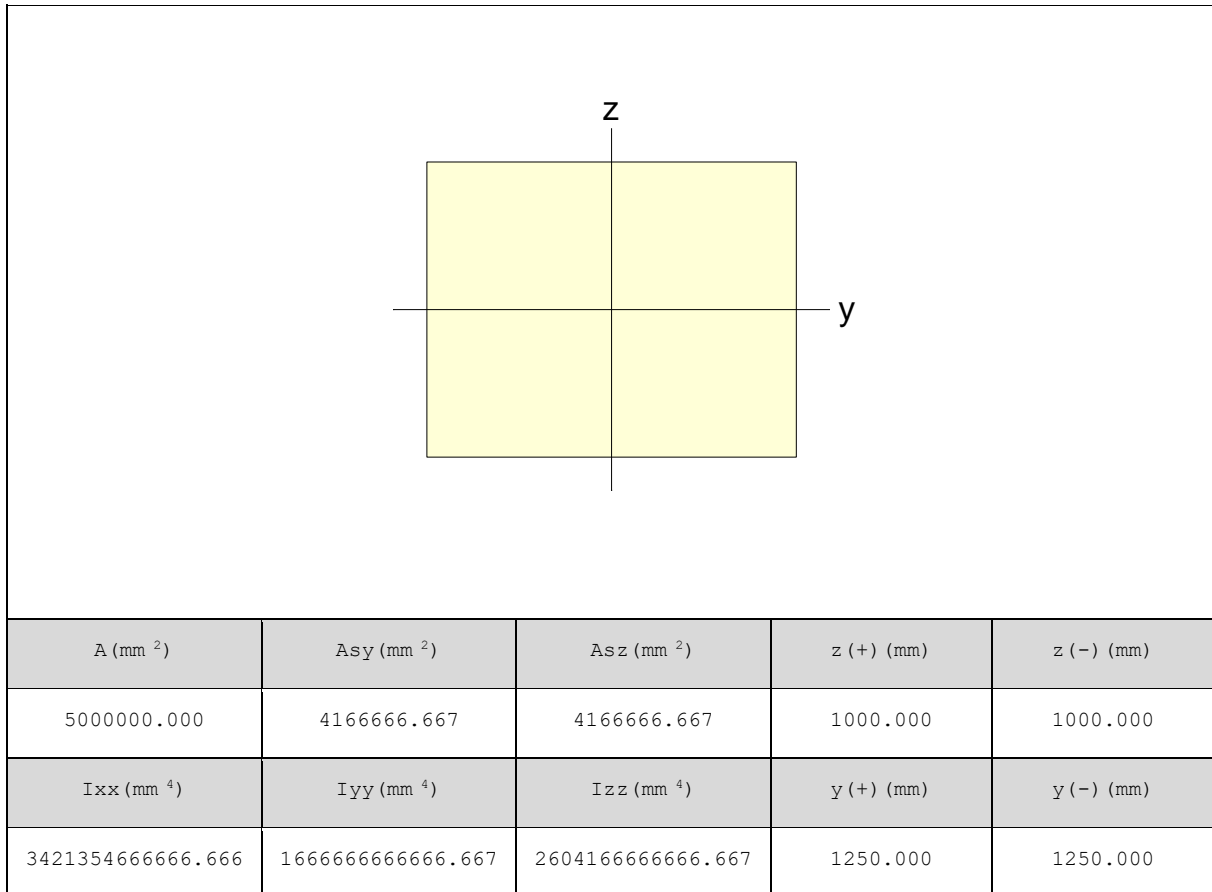 z
y
A(mm ²) Asy(mm ²) Asz(mm ²) z(+)(mm) z(-)(mm)
5000000.000 4166666.667 4166666.667 1000.000 1000.000
Ixx(mm ⁴) Iyy(mm ⁴) Izz(mm ⁴) y(+)(mm) y(-)(mm)
3421354666666.666 1666666666666.667 2604166666666.667 1250.000 1250.000